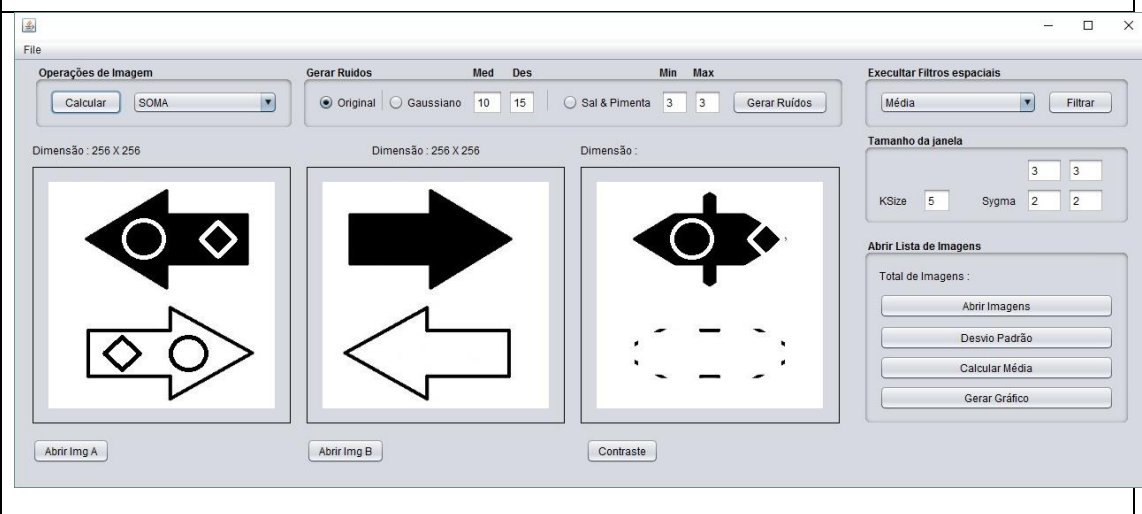 File
Operações de Imagem
Calcular SOMA
Gerar Ruidos Med Des Min Max
Original Gaussiano 10 15 Sal & Pimenta 3 3 Gerar Ruídos
Execultar Filtros espaciais
Média Filtrar
Dimensão : 256 X 256
Dimensão : 256 X 256
Dimensão :
Tamanho da janela
3 3
KSize 5 Sygma 2 2
Abrir Lista de Imagens
Total de Imagens :
Abrir Imagens
Desvio Padrão
Calcular Média
Gerar Gráfico
Abrir Img A
Abrir Img B
Contraste